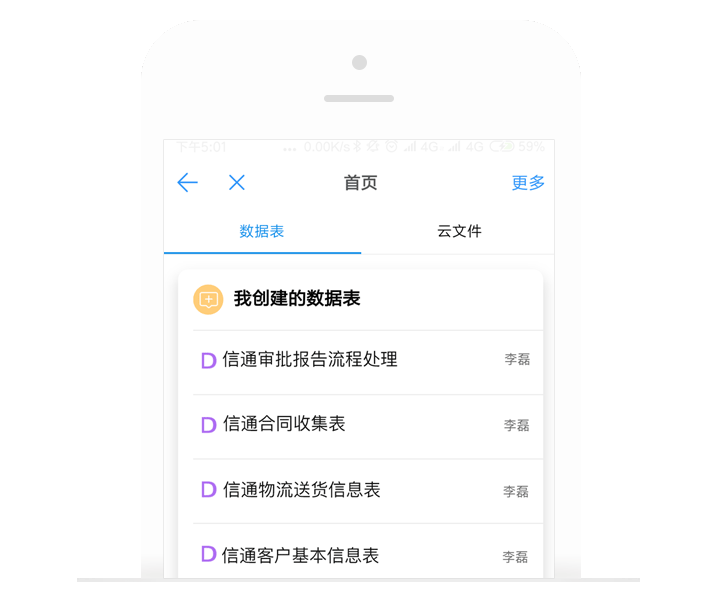 下午5:01 ... 0.00K/s 4G 4G 59%
首页 更多
数据表 云文件
我创建的数据表
D 信通审批报告流程处理 李磊
D 信通合同收集表 李磊
D 信通物流送货信息表 李磊
D 信通客户基本信息表 李磊